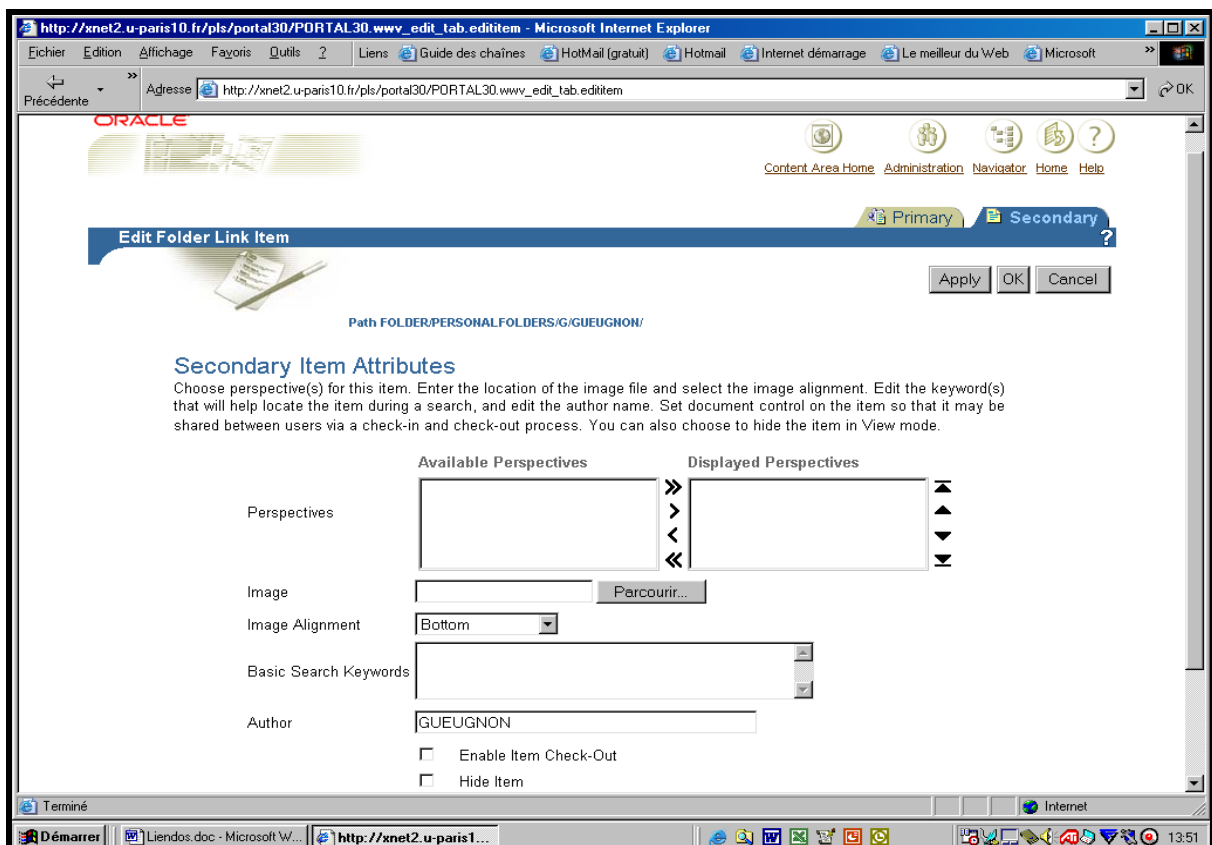 http://xnet2.u-paris10.fr/pls/portal30/PORTAL30.wwv_edit_tab.edititem - Microsoft Internet Explorer
Fichier Edition Affichage Favoris Outils ? Liens Guide des chaînes HotMail (gratuit) Hotmail Internet démarrage Le meilleur du Web Microsoft »
Précédente » Adresse http://xnet2.u-paris10.fr/pls/portal30/PORTAL30.wwv_edit_tab.edititem OK
ORACLE
Content Area Home Administration Navigator Home Help
Primary Secondary
Edit Folder Link Item ?
Apply OK Cancel
Path FOLDER/PERSONALFOLDERS/G/GUEUGNON/
Secondary Item Attributes
Choose perspective(s) for this item. Enter the location of the image file and select the image alignment. Edit the keyword(s)
that will help locate the item during a search, and edit the author name. Set document control on the item so that it may be
shared between users via a check-in and check-out process. You can also choose to hide the item in View mode.
Available Perspectives Displayed Perspectives
Perspectives
Image Parcourir...
Image Alignment Bottom
Basic Search Keywords
Author GUEUGNON
Enable Item Check-Out
Hide Item
Terminé Internet
Démarrer Liendos.doc - Microsoft W... http://xnet2.u-paris1... 13:51